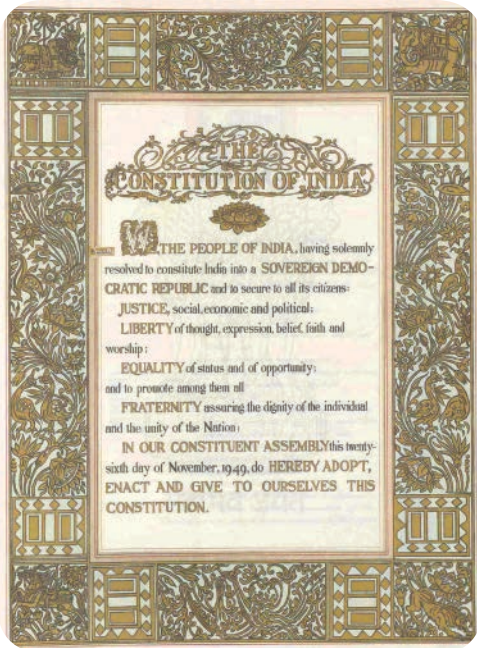 THE
CONSTITUTION OF INDIA
WE, THE PEOPLE OF INDIA, having solemnly
resolved to constitute India into a SOVEREIGN DEMO-
CRATIC REPUBLIC and to secure to all its citizens:
JUSTICE, social, economic and political;
LIBERTY of thought, expression, belief, faith and
worship;
EQUALITY of status and of opportunity;
and to promote among them all
FRATERNITY assuring the dignity of the individual
and the unity of the Nation;
IN OUR CONSTITUENT ASSEMBLY this twenty-
sixth day of November, 1949, do HEREBY ADOPT,
ENACT AND GIVE TO OURSELVES THIS
CONSTITUTION.